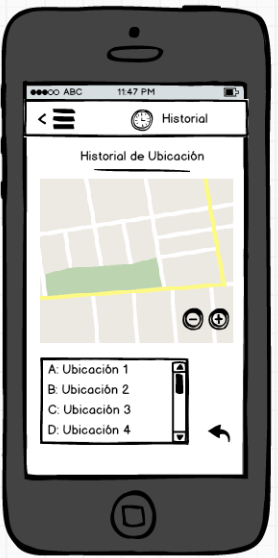 ABC 11:47 PM
Historial
Historial de Ubicación
A: Ubicación 1
B: Ubicación 2
C: Ubicación 3
D: Ubicación 4